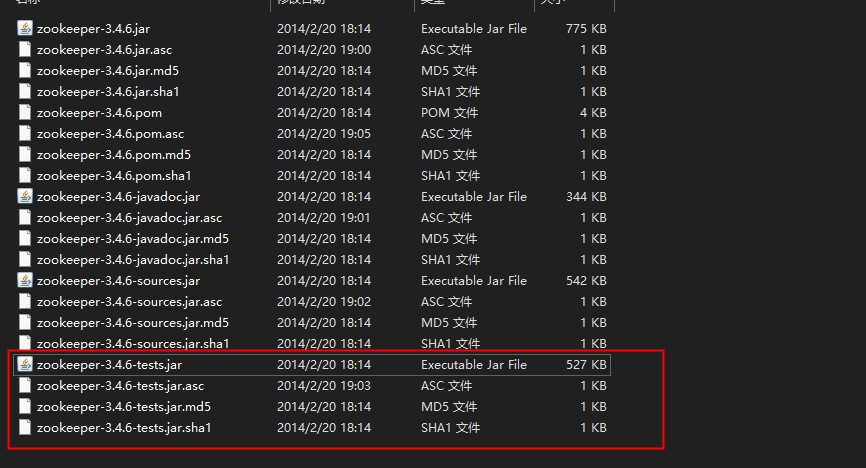 名称 修改日期 类型 大小
zookeeper-3.4.6.jar 2014/2/20 18:14 Executable Jar File 775 KB
zookeeper-3.4.6.jar.asc 2014/2/20 19:00 ASC 文件 1 KB
zookeeper-3.4.6.jar.md5 2014/2/20 18:14 MD5 文件 1 KB
zookeeper-3.4.6.jar.sha1 2014/2/20 18:14 SHA1 文件 1 KB
zookeeper-3.4.6.pom 2014/2/20 18:14 POM 文件 4 KB
zookeeper-3.4.6.pom.asc 2014/2/20 19:05 ASC 文件 1 KB
zookeeper-3.4.6.pom.md5 2014/2/20 18:14 MD5 文件 1 KB
zookeeper-3.4.6.pom.sha1 2014/2/20 18:14 SHA1 文件 1 KB
zookeeper-3.4.6-javadoc.jar 2014/2/20 18:14 Executable Jar File 344 KB
zookeeper-3.4.6-javadoc.jar.asc 2014/2/20 19:01 ASC 文件 1 KB
zookeeper-3.4.6-javadoc.jar.md5 2014/2/20 18:14 MD5 文件 1 KB
zookeeper-3.4.6-javadoc.jar.sha1 2014/2/20 18:14 SHA1 文件 1 KB
zookeeper-3.4.6-sources.jar 2014/2/20 18:14 Executable Jar File 542 KB
zookeeper-3.4.6-sources.jar.asc 2014/2/20 19:02 ASC 文件 1 KB
zookeeper-3.4.6-sources.jar.md5 2014/2/20 18:14 MD5 文件 1 KB
zookeeper-3.4.6-sources.jar.sha1 2014/2/20 18:14 SHA1 文件 1 KB
zookeeper-3.4.6-tests.jar 2014/2/20 18:14 Executable Jar File 527 KB
zookeeper-3.4.6-tests.jar.asc 2014/2/20 19:03 ASC 文件 1 KB
zookeeper-3.4.6-tests.jar.md5 2014/2/20 18:14 MD5 文件 1 KB
zookeeper-3.4.6-tests.jar.sha1 2014/2/20 18:14 SHA1 文件 1 KB